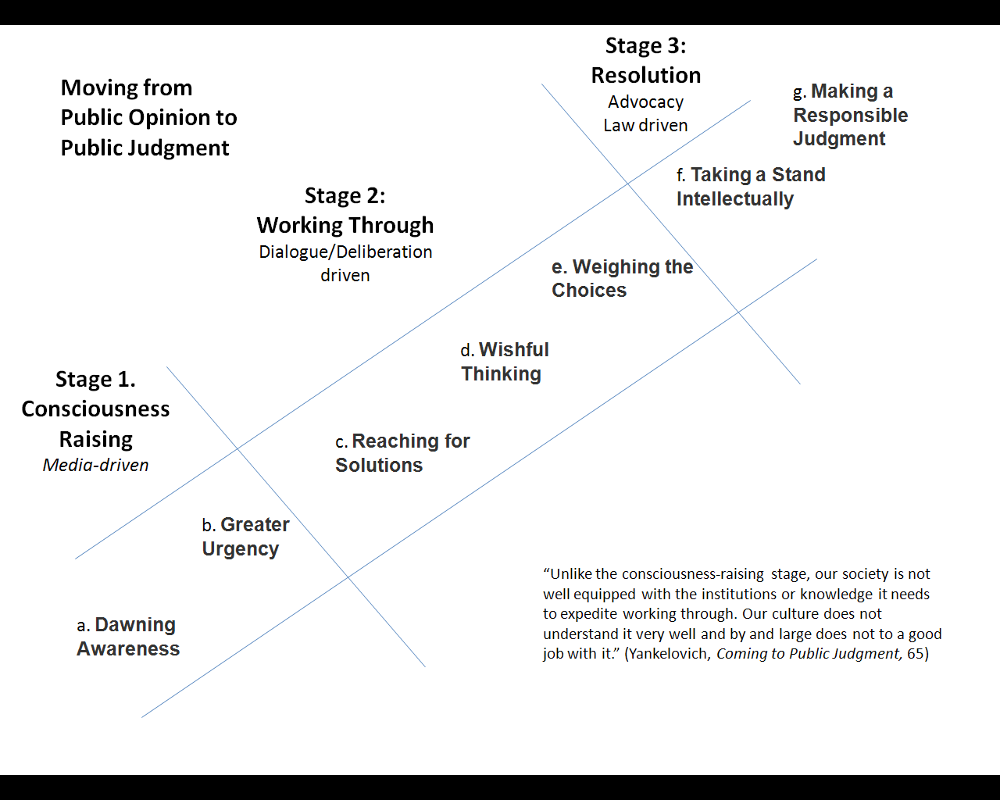 Moving from
Public Opinion to
Public Judgment
Stage 1.
Consciousness
Raising
Media-driven
Stage 2:
Working Through
Dialogue/Deliberation
driven
Stage 3:
Resolution
Advocacy
Law driven
a. Dawning
Awareness
b. Greater
Urgency
c. Reaching for
Solutions
d. Wishful
Thinking
e. Weighing the
Choices
f. Taking a Stand
Intellectually
g. Making a
Responsible
Judgment
“Unlike the consciousness-raising stage, our society is not
well equipped with the institutions or knowledge it needs
to expedite working through. Our culture does not
understand it very well and by and large does not to a good
job with it.” (Yankelovich, Coming to Public Judgment, 65)